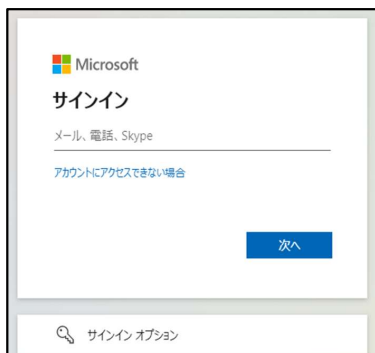 Microsoft
サインイン
メール、電話、Skype
アカウントにアクセスできない場合
次へ
サインイン オプション